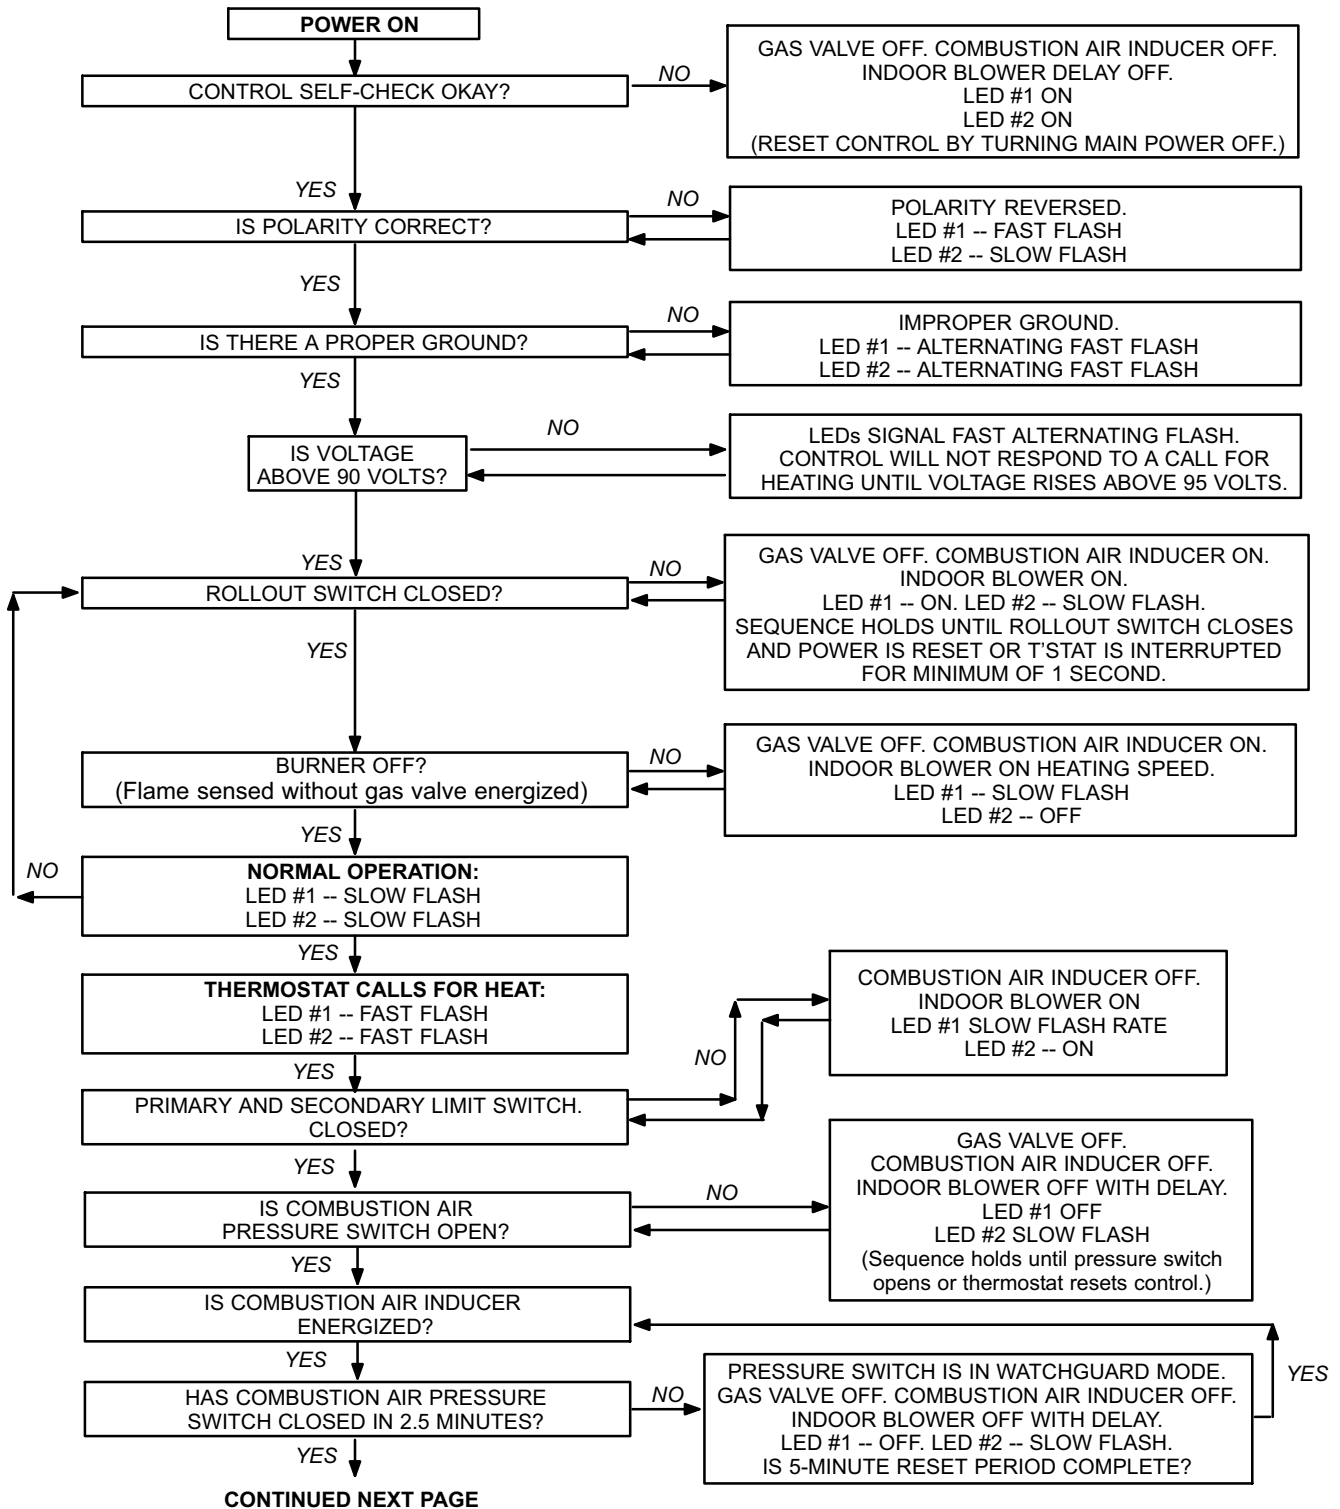 POWER ON
CONTROL SELF-CHECK OKAY?
NO
GAS VALVE OFF. COMBUSTION AIR INDUCER OFF.
INDOOR BLOWER DELAY OFF.
LED #1 ON
LED #2 ON
(RESET CONTROL BY TURNING MAIN POWER OFF.)
YES
IS POLARITY CORRECT?
NO
POLARITY REVERSED.
LED #1 -- FAST FLASH
LED #2 -- SLOW FLASH
YES
IS THERE A PROPER GROUND?
NO
IMPROPER GROUND.
LED #1 -- ALTERNATING FAST FLASH
LED #2 -- ALTERNATING FAST FLASH
YES
IS VOLTAGE
ABOVE 90 VOLTS?
NO
LEDs SIGNAL FAST ALTERNATING FLASH.
CONTROL WILL NOT RESPOND TO A CALL FOR
HEATING UNTIL VOLTAGE RISES ABOVE 95 VOLTS.
YES
ROLLOUT SWITCH CLOSED?
NO
GAS VALVE OFF. COMBUSTION AIR INDUCER ON.
INDOOR BLOWER ON.
LED #1 -- ON. LED #2 -- SLOW FLASH.
SEQUENCE HOLDS UNTIL ROLLOUT SWITCH CLOSES
AND POWER IS RESET OR T'STAT IS INTERRUPTED
FOR MINIMUM OF 1 SECOND.
YES
BURNER OFF?
(Flame sensed without gas valve energized)
NO
GAS VALVE OFF. COMBUSTION AIR INDUCER ON.
INDOOR BLOWER ON HEATING SPEED.
LED #1 -- SLOW FLASH
LED #2 -- OFF
YES
NO
NORMAL OPERATION:
LED #1 -- SLOW FLASH
LED #2 -- SLOW FLASH
YES
THERMOSTAT CALLS FOR HEAT:
LED #1 -- FAST FLASH
LED #2 -- FAST FLASH
NO
COMBUSTION AIR INDUCER OFF.
INDOOR BLOWER ON
LED #1 SLOW FLASH RATE
LED #2 -- ON
YES
PRIMARY AND SECONDARY LIMIT SWITCH.
CLOSED?
YES
IS COMBUSTION AIR
PRESSURE SWITCH OPEN?
NO
GAS VALVE OFF.
COMBUSTION AIR INDUCER OFF.
INDOOR BLOWER OFF WITH DELAY.
LED #1 OFF
LED #2 SLOW FLASH
(Sequence holds until pressure switch
opens or thermostat resets control.)
YES
IS COMBUSTION AIR INDUCER
ENERGIZED?
YES
HAS COMBUSTION AIR PRESSURE
SWITCH CLOSED IN 2.5 MINUTES?
NO
PRESSURE SWITCH IS IN WATCHGUARD MODE.
GAS VALVE OFF. COMBUSTION AIR INDUCER OFF.
INDOOR BLOWER OFF WITH DELAY.
LED #1 -- OFF. LED #2 -- SLOW FLASH.
IS 5-MINUTE RESET PERIOD COMPLETE?
YES
YES
CONTINUED NEXT PAGE